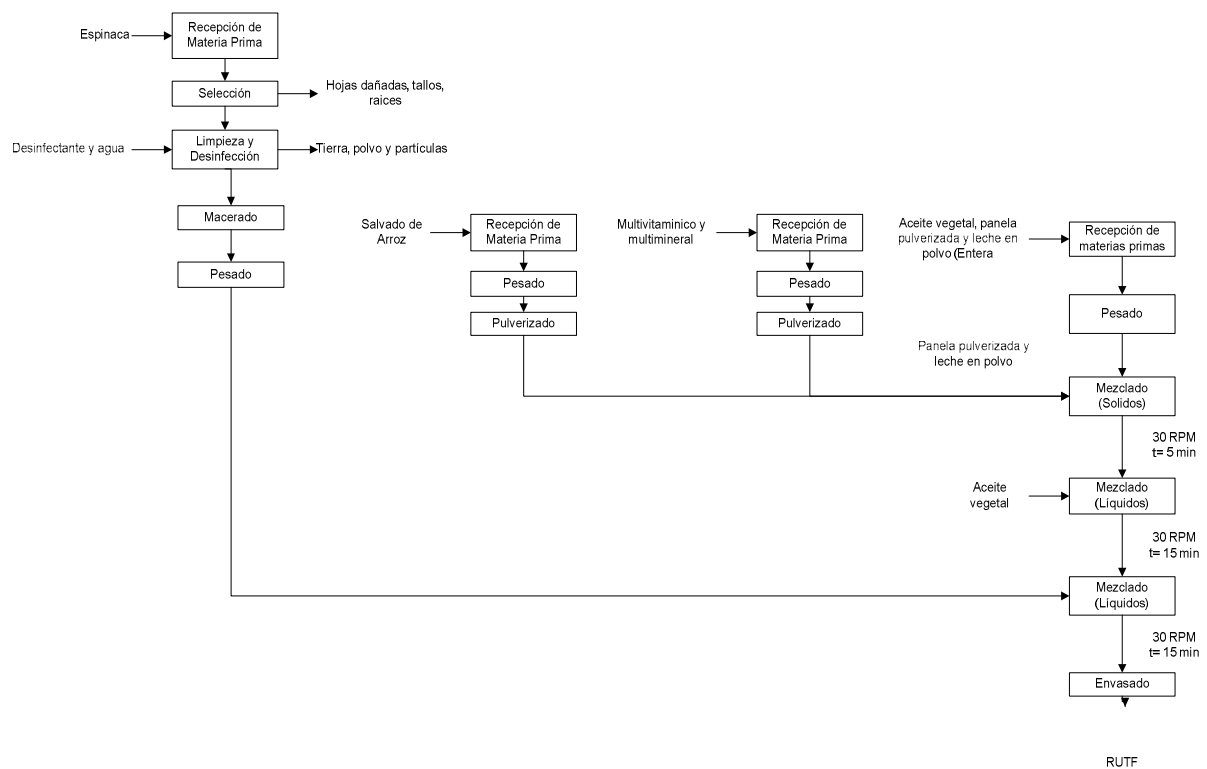 Espinaca
Recepción de
Materia Prima
Selección
Hojas dañadas, tallos,
raices
Desinfectante y agua
Limpieza y
Desinfección
Tierra, polvo y partículas
Macerado
Pesado
Salvado de
Arroz
Recepción de
Materia Prima
Pesado
Pulverizado
Multivitaminico y
multimineral
Recepción de
Materia Prima
Pesado
Pulverizado
Aceite vegetal, panela
pulverizada y leche en
polvo (Entera
Recepción de
materias primas
Pesado
Panela pulverizada y
leche en polvo
Mezclado
(Solidos)
30 RPM
t= 5 min
Aceite
vegetal
Mezclado
(Líquidos)
30 RPM
t= 15 min
Mezclado
(Líquidos)
30 RPM
t= 15 min
Envasado
RUTF